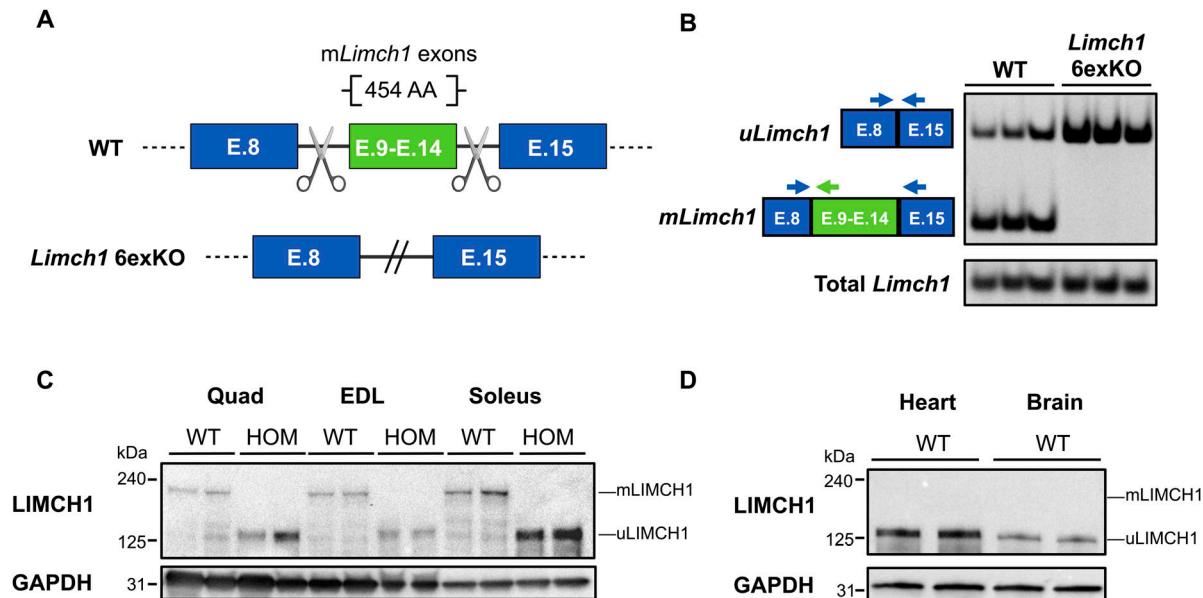 A
mLimch1 exons
454 AA
WT
E.8
E.9-E.14
E.15
Limch1 6exKO
E.8
E.15
B
WT
Limch1
6exKO
uLimch1
E.8
E.15
mLimch1
E.8
E.9-E.14
E.15
Total Limch1
C
Quad
EDL
Soleus
WT
HOM
WT
HOM
WT
HOM
kDa
240
LIMCH1
125
mLIMCH1
uLIMCH1
GAPDH
31
D
Heart
Brain
WT
WT
kDa
240
LIMCH1
125
mLIMCH1
uLIMCH1
GAPDH
31